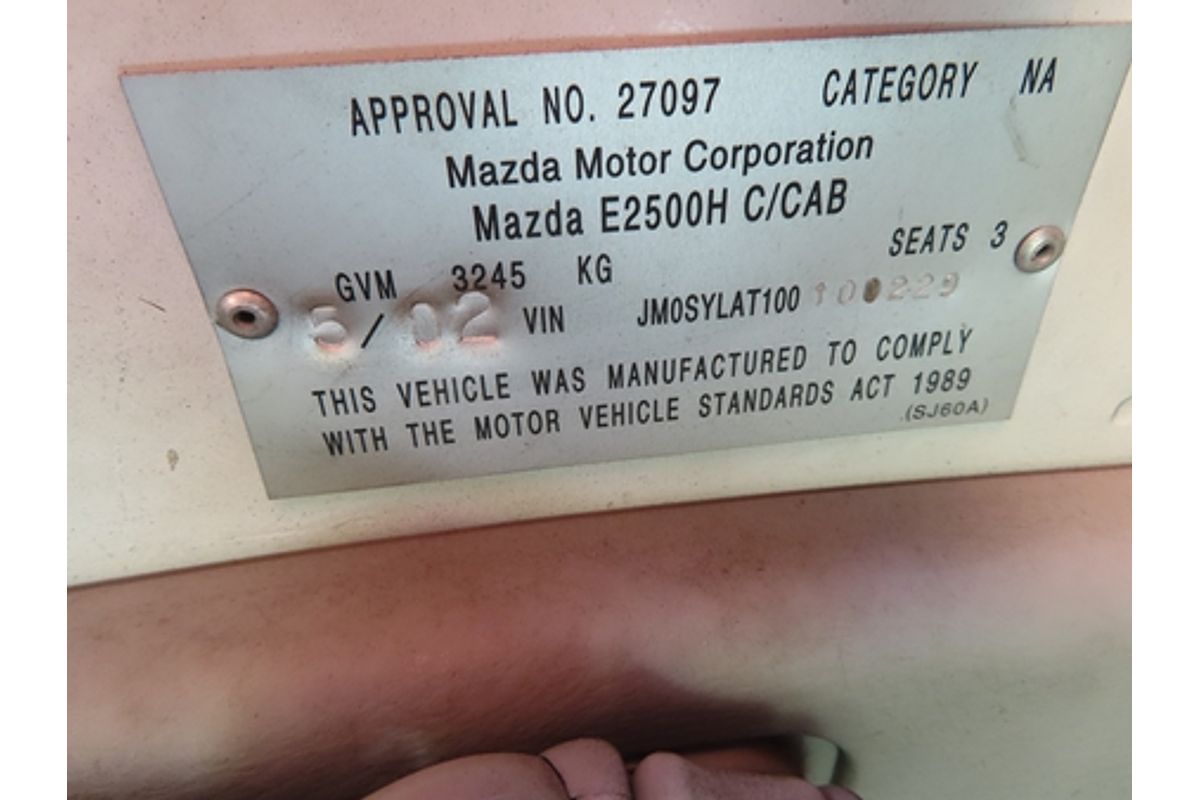 APPROVAL NO. 27097 CATEGORY NA
Mazda Motor Corporation
Mazda E2500H C/CAB
SEATS 3
GVM 3245 KG
5/02 VIN JM0SYLAT100100229
THIS VEHICLE WAS MANUFACTURED TO COMPLY
WITH THE MOTOR VEHICLE STANDARDS ACT 1989
(SJ60A)